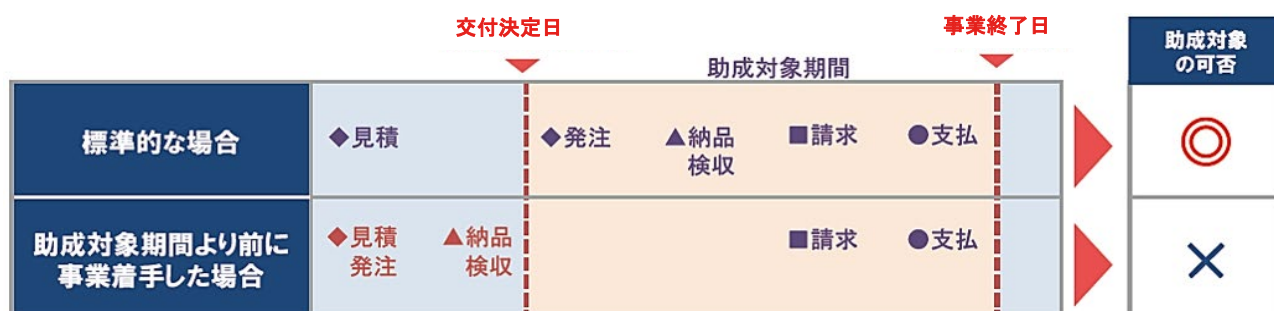 交付決定日
事業終了日
助成対象
の可否
助成対象期間
標準的な場合
◆見積
◆発注
▲納品
検収
■請求
●支払
◎
助成対象期間より前に
事業着手した場合
◆見積
発注
▲納品
検収
■請求
●支払
×